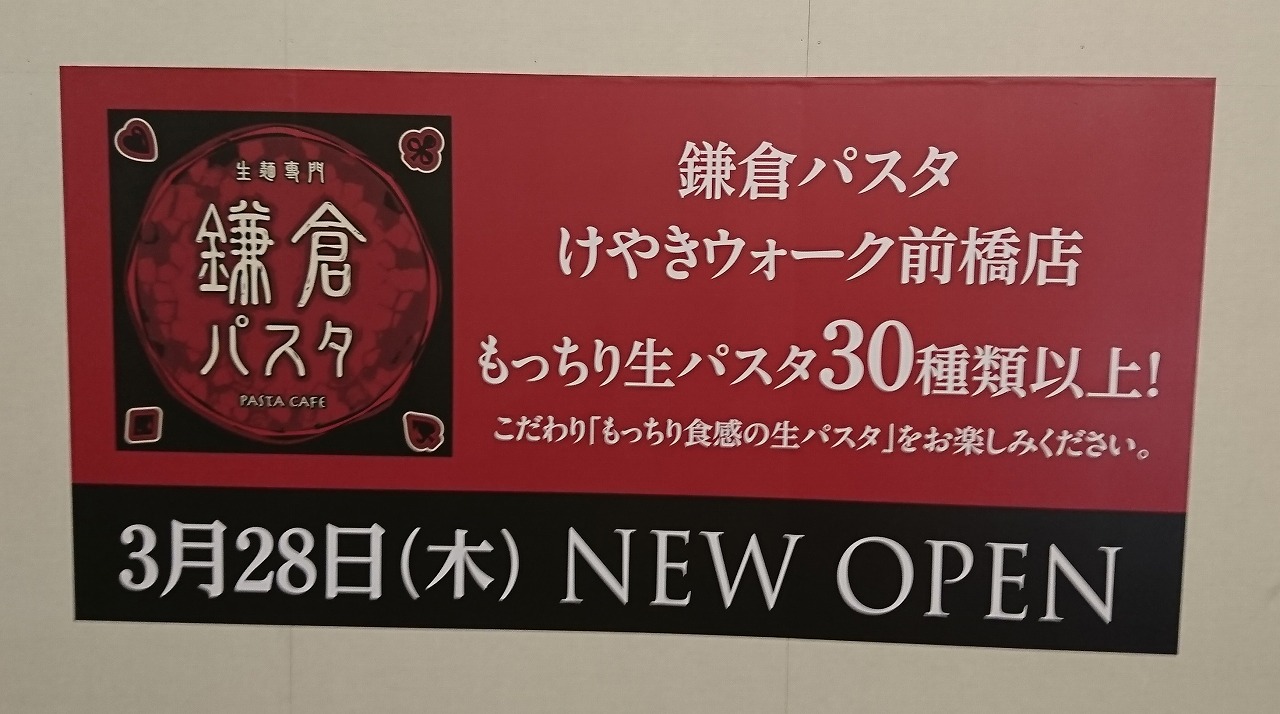 生麺専門
鎌倉
パスタ
PASTA CAFE
鎌倉パスタ
けやきウォーク前橋店
もっちり生パスタ30種類以上!
こだわり「もっちり食感の生パスタ」をお楽しみください。
3月28日(木) NEW OPEN